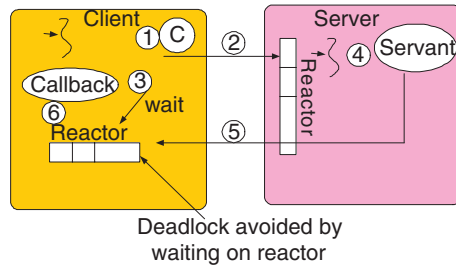 Client
Server
1
C
2
4
Servant
Callback
3
wait
Reactor
6
Reactor
5
Deadlock avoided by
waiting on reactor